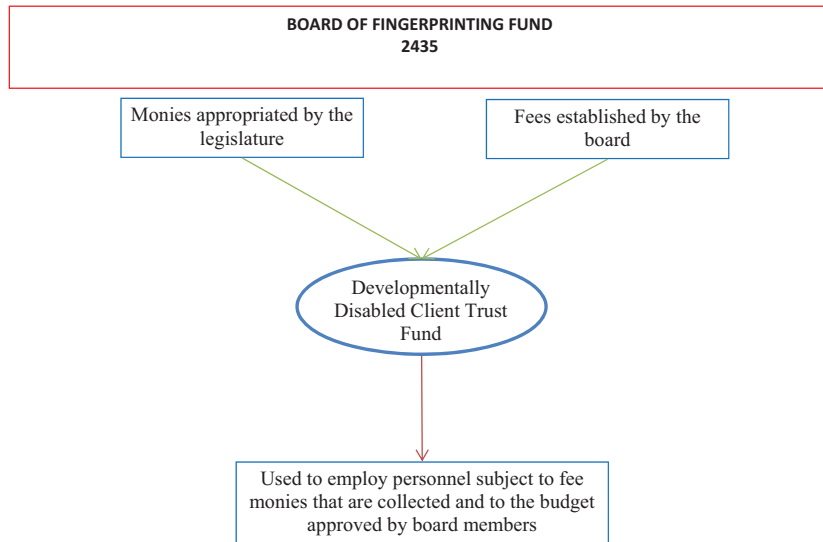 BOARD OF FINGERPRINTING FUND
2435
Monies appropriated by the
legislature
Fees established by the
board
Developmentally
Disabled Client Trust
Fund
Used to employ personnel subject to fee
monies that are collected and to the budget
approved by board members